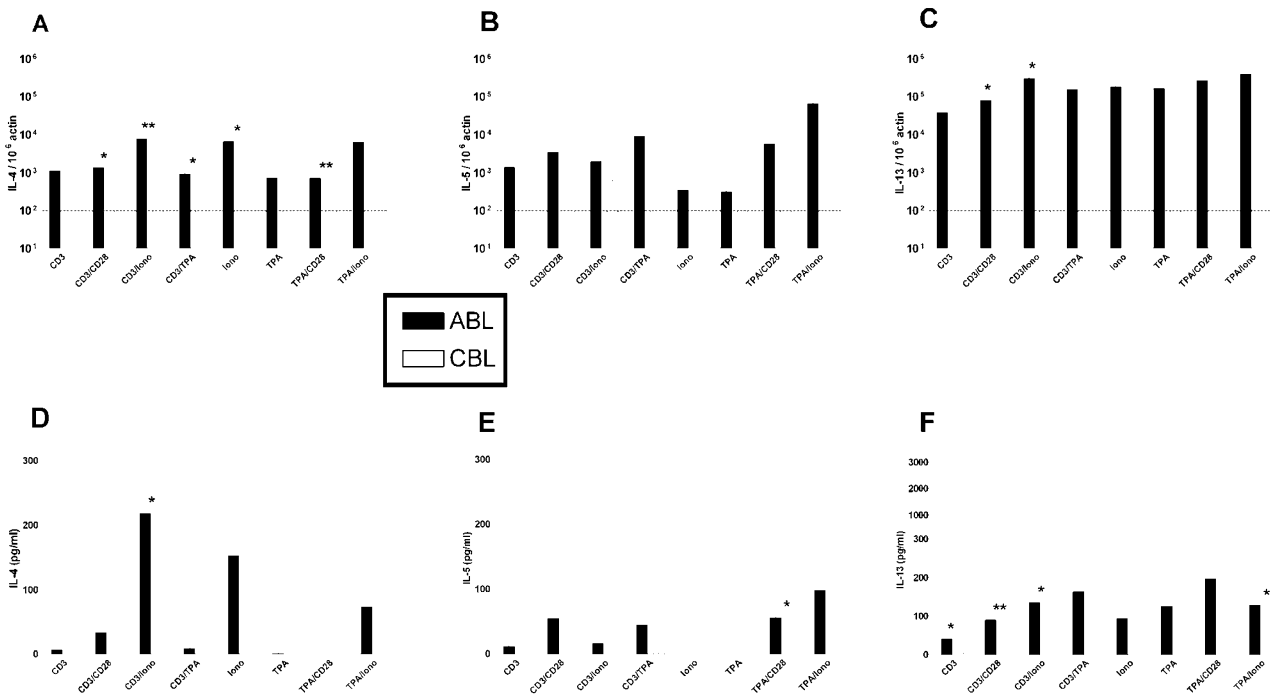 A
IL-4 / 10 6 actin
106
105
104
103
102
101
*
**
*
*
**
CD3
CD3/CD28
CD3/Iono
CD3/TPA
Iono
TPA
TPA/CD28
TPA/Iono
B
IL-5 / 10 6 actin
106
105
104
103
102
101
CD3
CD3/CD28
CD3/Iono
CD3/TPA
Iono
TPA
TPA/CD28
TPA/Iono
C
IL-13 / 10 6 actin
106
105
104
103
102
101
*
*
CD3
CD3/CD28
CD3/Iono
CD3/TPA
Iono
TPA
TPA/CD28
TPA/Iono
ABL
CBL
D
IL-4 (pg/ml)
300
200
100
0
*
CD3
CD3/CD28
CD3/Iono
CD3/TPA
Iono
TPA
TPA/CD28
TPA/Iono
E
IL-5 (pg/ml)
300
200
100
0
*
CD3
CD3/CD28
CD3/Iono
CD3/TPA
Iono
TPA
TPA/CD28
TPA/Iono
F
IL-13 (pg/ml)
3000
2000
1000
300
200
100
0
*
**
*
*
CD3
CD3/CD28
CD3/Iono
CD3/TPA
Iono
TPA
TPA/CD28
TPA/Iono